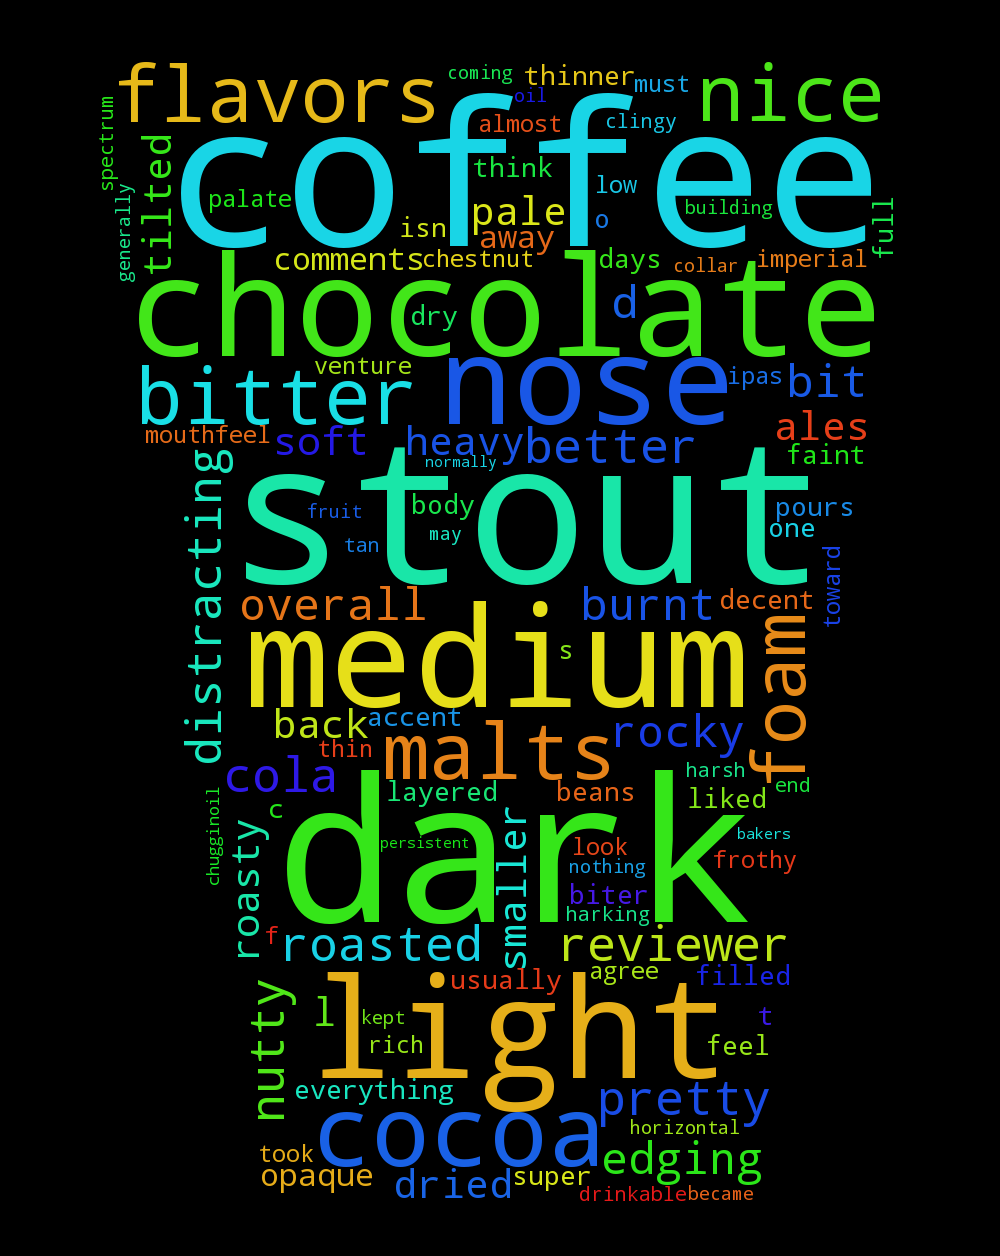 coming
thinner
flavors
nice
oil
must
coffee
almost
clingy
spectrum
tilted
think
palate
low
building
generally
pale
o
full
isn
away
comments
chestnut
days
collar
imperial
chocolate
d
dry
venture
nose
ipas
bit
bitter
mouthfeel
soft
heavy
better
ales
faint
normally
distracting
stout
fruit
body
pours
may
one
tan
toward
overall
burnt
decent
medium
s
foam
back
accent
malts
rocky
thin
cola
harsh
layered
beans
liked
end
chugginoil
c
dark
roasty
persistent
smaller
look
bakers
nothing
frothy
biter
harking
f
roasted
reviewer
usually
agree
filled
nutty
light
l
kept
t
rich
feel
everything
pretty
cocoa
horizontal
took
edging
opaque
dried
super
drinkable
became